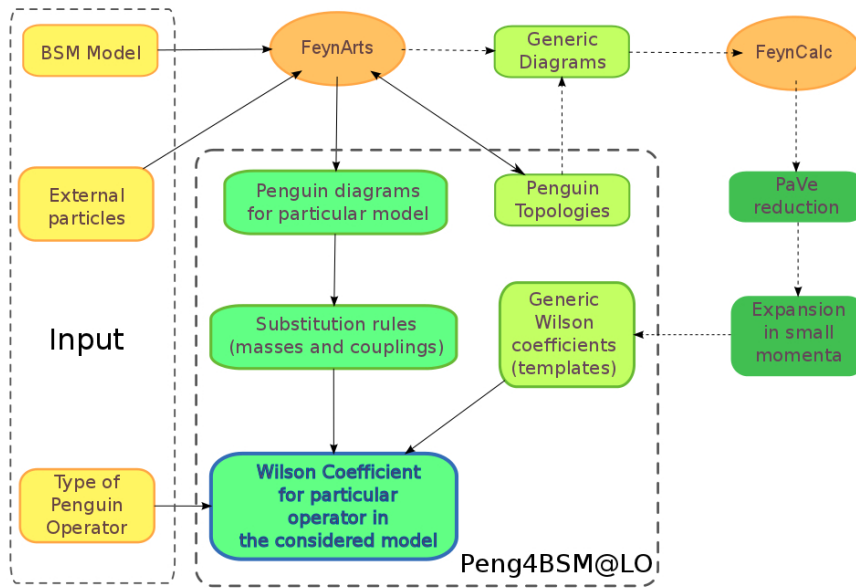 BSM Model
FeynArts
Generic
Diagrams
FeynCalc
External
particles
Penguin diagrams
for particular model
Penguin
Topologies
PaVe
reduction
Input
Substitution rules
(masses and couplings)
Generic
Wilson
coefficients
(templates)
Expansion
in small
momenta
Type of
Penguin
Operator
Wilson Coefficient
for particular
operator in
the considered model
Peng4BSM@LO